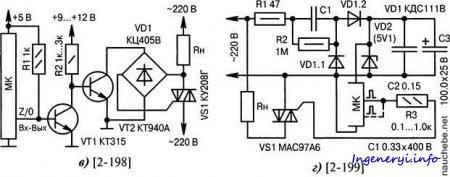 +5 В
+9...+12 В
VD1
КЦ405В
~220 В
R1 1к
R2 1к...3к
Rн
МК
VS1 КУ208Г
Z/0
Вх-Вых
VT1 КТ315
VT2 КТ940А
~220 В
в) [2-198]
R1 47
C1
VD1.2
VD1 КДС111В
~220 В
R2
1М
VD2
(5V1)
C3
VD1.1
100.0x25 В
Rн
МК
C2 0.15
R3
0.1...1.0к
VS1 MAC97A6
C1 0.33x400 В
г) [2-199]
nauchebe.net
Ingeneryi.info